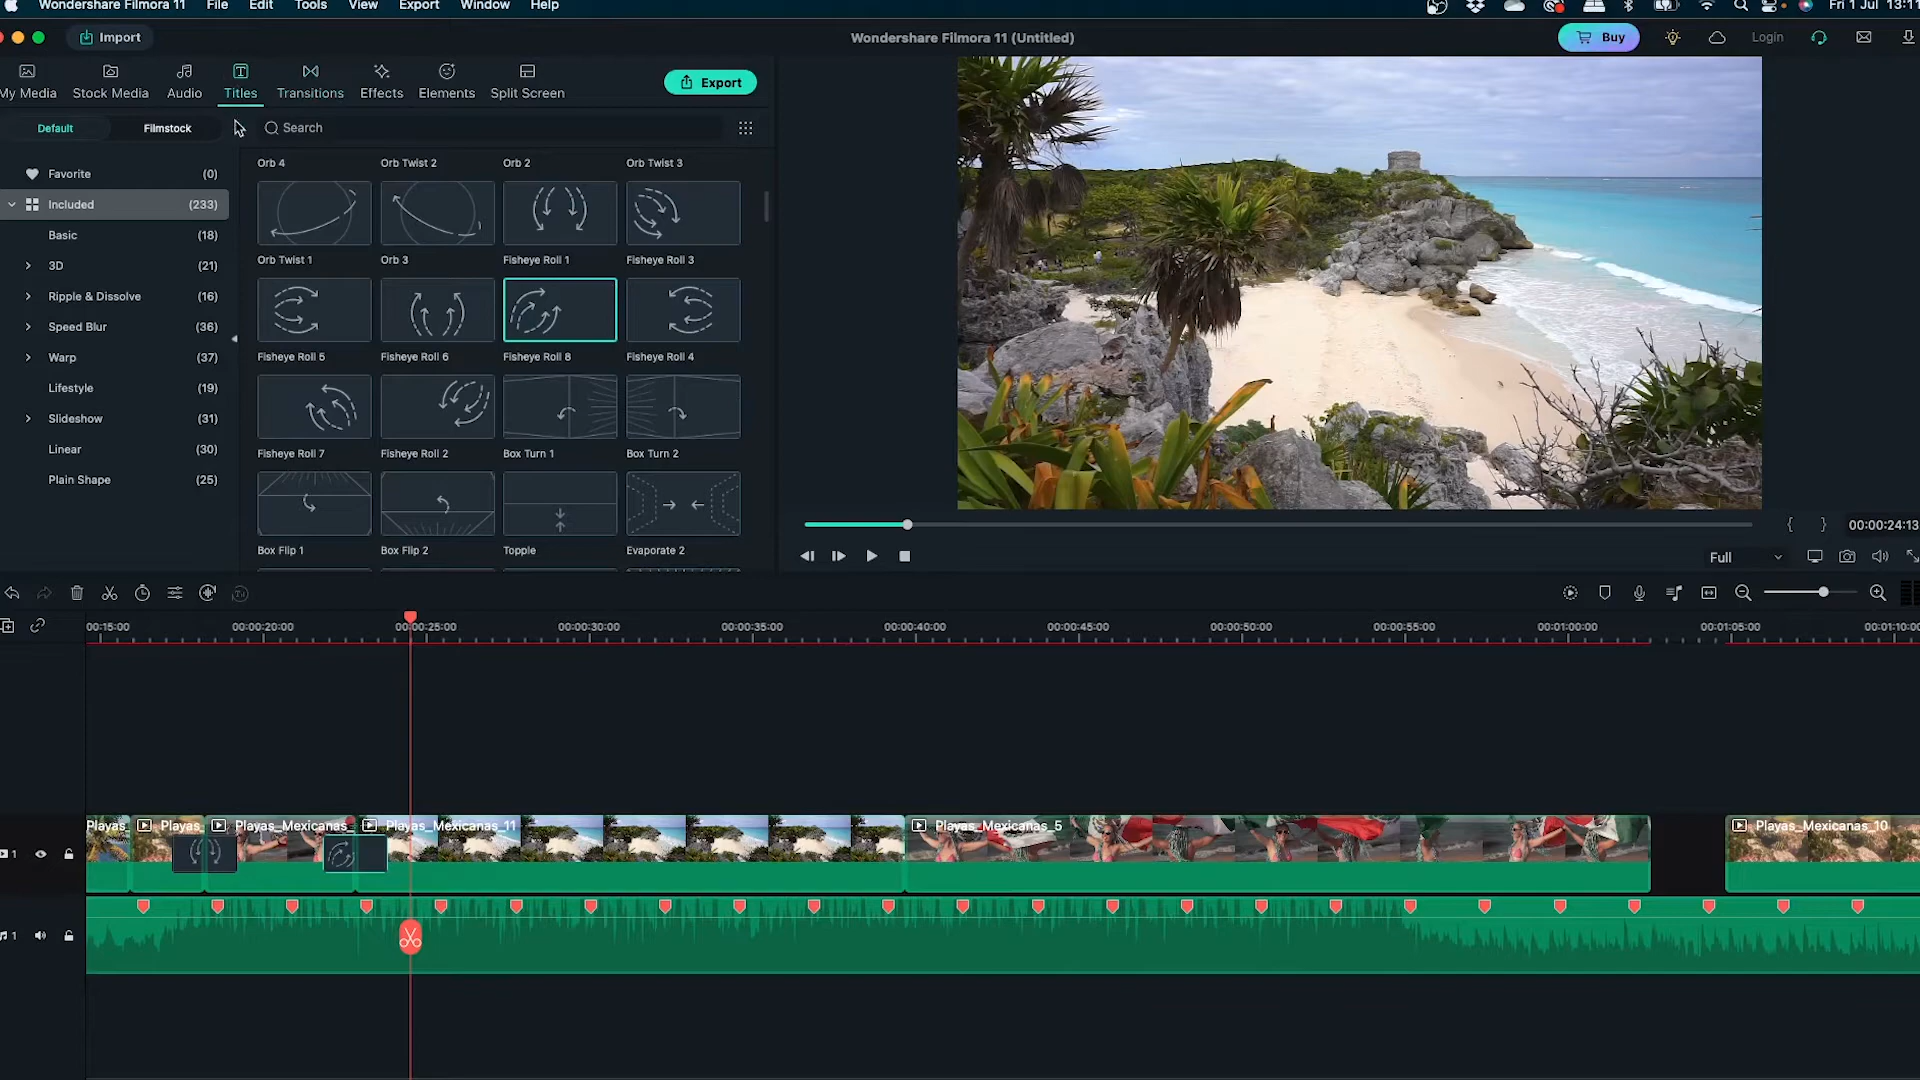 Wondershare Filmora 11 File Edit Tools View Export Window Help
Fri 1 Jul 13:11
Import
Wondershare Filmora 11 (Untitled)
Buy
Login
My Media Stock Media Audio Titles Transitions Effects Elements Split Screen
Export
Default Filmstock
Search
Favorite (0)
Included (233)
Basic (18)
3D (21)
Ripple & Dissolve (16)
Speed Blur (36)
Warp (37)
Lifestyle (19)
Slideshow (31)
Linear (30)
Plain Shape (25)
Orb 4 Orb Twist 2 Orb 2 Orb Twist 3
Orb Twist 1 Orb 3 Fisheye Roll 1 Fisheye Roll 3
Fisheye Roll 5 Fisheye Roll 6 Fisheye Roll 8 Fisheye Roll 4
Fisheye Roll 7 Fisheye Roll 2 Box Turn 1 Box Turn 2
Box Flip 1 Box Flip 2 Topple Evaporate 2
{ } 00:00:24:13
Full
00:15:00 00:00:20:00 00:00:25:00 00:00:30:00 00:00:35:00 00:00:40:00 00:00:45:00 00:00:50:00 00:00:55:00 00:01:00:00 00:01:05:00 00:01:10:00
Playas_ Playas_ Playas_Mexicanas_ Playas_Mexicanas_11 Playas_Mexicanas_5 Playas_Mexicanas_10
1
1